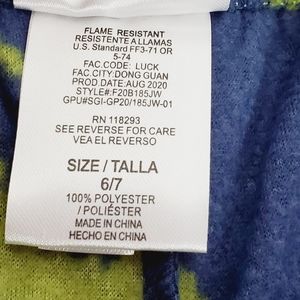 FLAME RESISTANT
RESISTENTE A LLAMAS
U.S. Standard FF3-71 OR
5-74
FAC.CODE: LUCK
FAC.CITY:DONG GUAN
PROD.DATE:AUG 2020
STYLE#:F20B185JW
GPU#SGI-GP20/185JW-01
RN 118293
SEE REVERSE FOR CARE
VEA EL REVERSO
SIZE / TALLA
6/7
100% POLYESTER
/ POLIÉSTER
MADE IN CHINA
HECHO EN CHINA